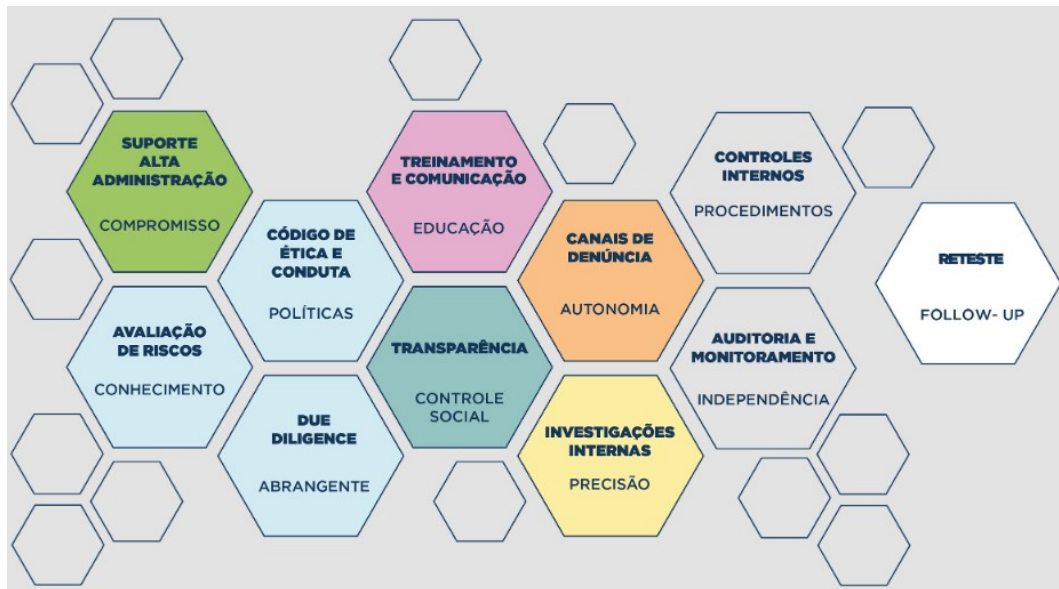 SUPORTE
ALTA
ADMINISTRAÇÃO
COMPROMISSO
AVALIAÇÃO
DE RISCOS
CONHECIMENTO
CÓDIGO DE
ÉTICA E
CONDUTA
POLÍTICAS
DUE
DILIGENCE
ABRANGENTE
TREINAMENTO
E COMUNICAÇÃO
EDUCAÇÃO
TRANSPARÊNCIA
CONTROLE
SOCIAL
CANAIS DE
DENÚNCIA
AUTONOMIA
INVESTIGAÇÕES
INTERNAS
PRECISÃO
CONTROLES
INTERNOS
PROCEDIMENTOS
AUDITORIA E
MONITORAMENTO
INDEPENDÊNCIA
RETESTE
FOLLOW- UP